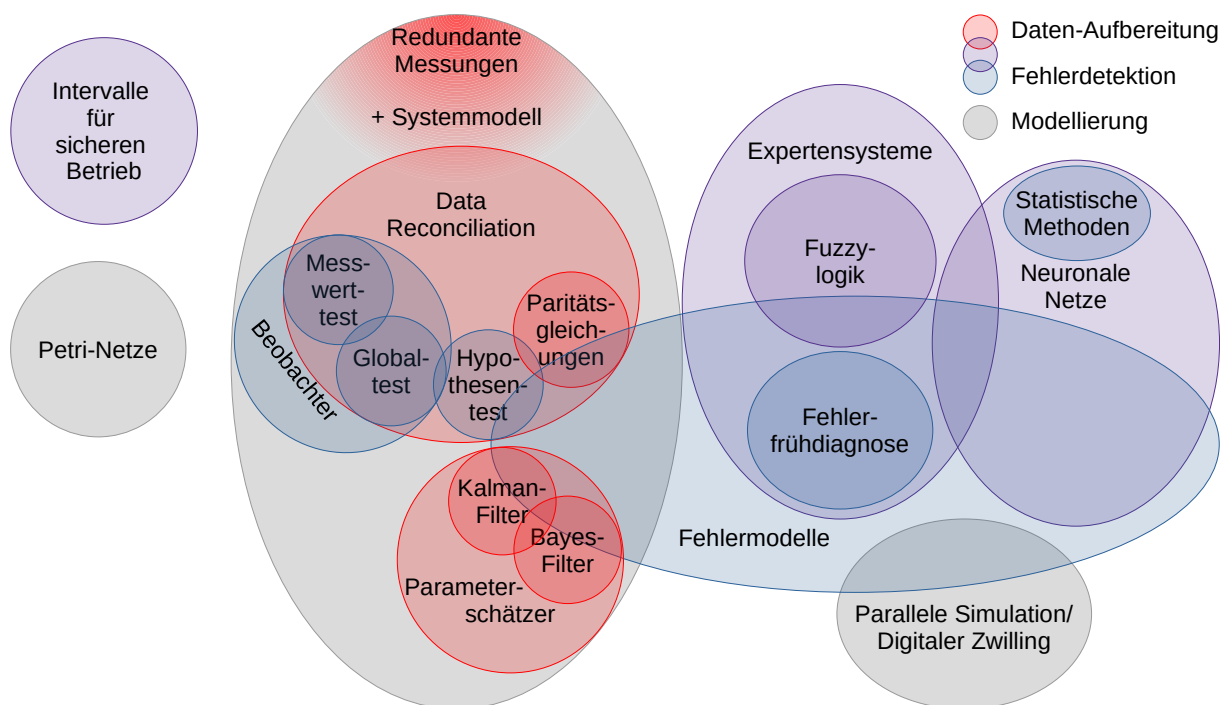 Intervalle
für
sicheren
Betrieb
Petri-Netze
Redundante
Messungen
+ Systemmodell
Data
Reconciliation
Mess-
wert-
test
Global-
test
Beobachter
Hypo-
thesen-
test
Paritäts-
gleich-
ungen
Kalman-
Filter
Bayes-
Filter
Parameter-
schätzer
Expertensysteme
Fuzzy-
logik
Fehler-
frühdiagnose
Fehlermodelle
Statistische
Methoden
Neuronale
Netze
Parallele Simulation/
Digitaler Zwilling
Daten-Aufbereitung
Fehlerdetektion
Modellierung